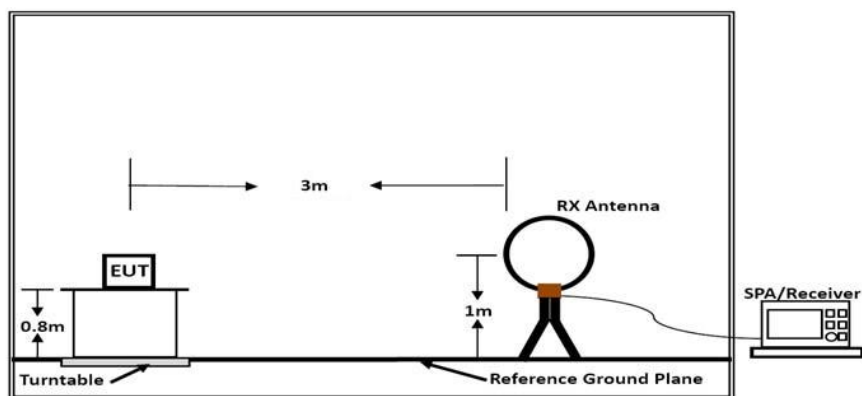 3m
RX Antenna
EUT
SPA/Receiver
0.8m
1m
Turntable
Reference Ground Plane